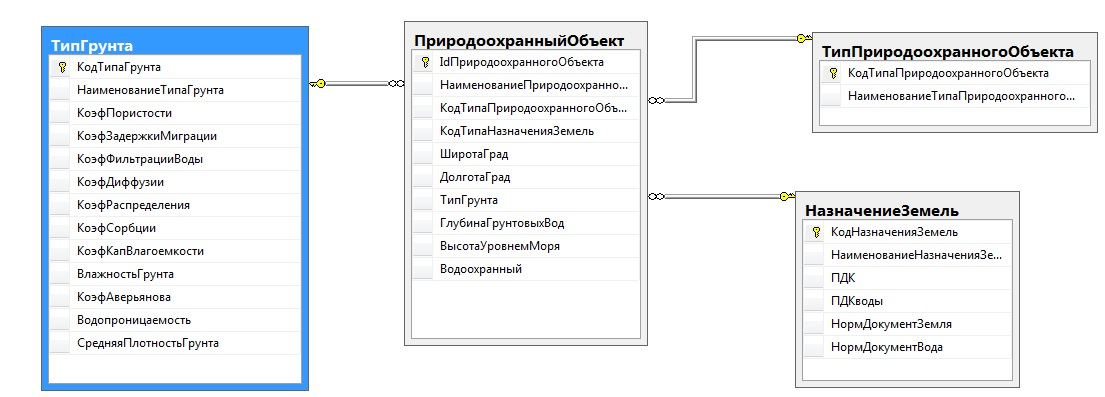 ТипГрунта
КодТипаГрунта
НаименованиеТипаГрунта
КоэфПористости
КоэфЗадержкиМиграции
КоэфФильтрацииВоды
КоэфДиффузии
КоэфРаспределения
КоэфСорбции
КоэфКапВлагоемкости
ВлажностьГрунта
КоэфАверьянова
Водопроницаемость
СредняяПлотностьГрунта
ПриродоохранныйОбъект
IdПриродоохранногоОбъекта
НаименованиеПриродоохранно...
КодТипаПриродоохранногоОбъ...
КодТипаНазначенияЗемель
ШиротаГрад
ДолготаГрад
ТипГрунта
ГлубинаГрунтовыхВод
ВысотаУровнемМоря
Водоохранный
ТипПриродоохранногоОбъекта
КодТипаПриродоохранногоОбъекта
НаименованиеТипаПриродоохранного...
НазначениеЗемель
КодНазначенияЗемель
НаименованиеНазначенияЗе...
ПДК
ПДКводы
НормДокументЗемля
НормДокументВода